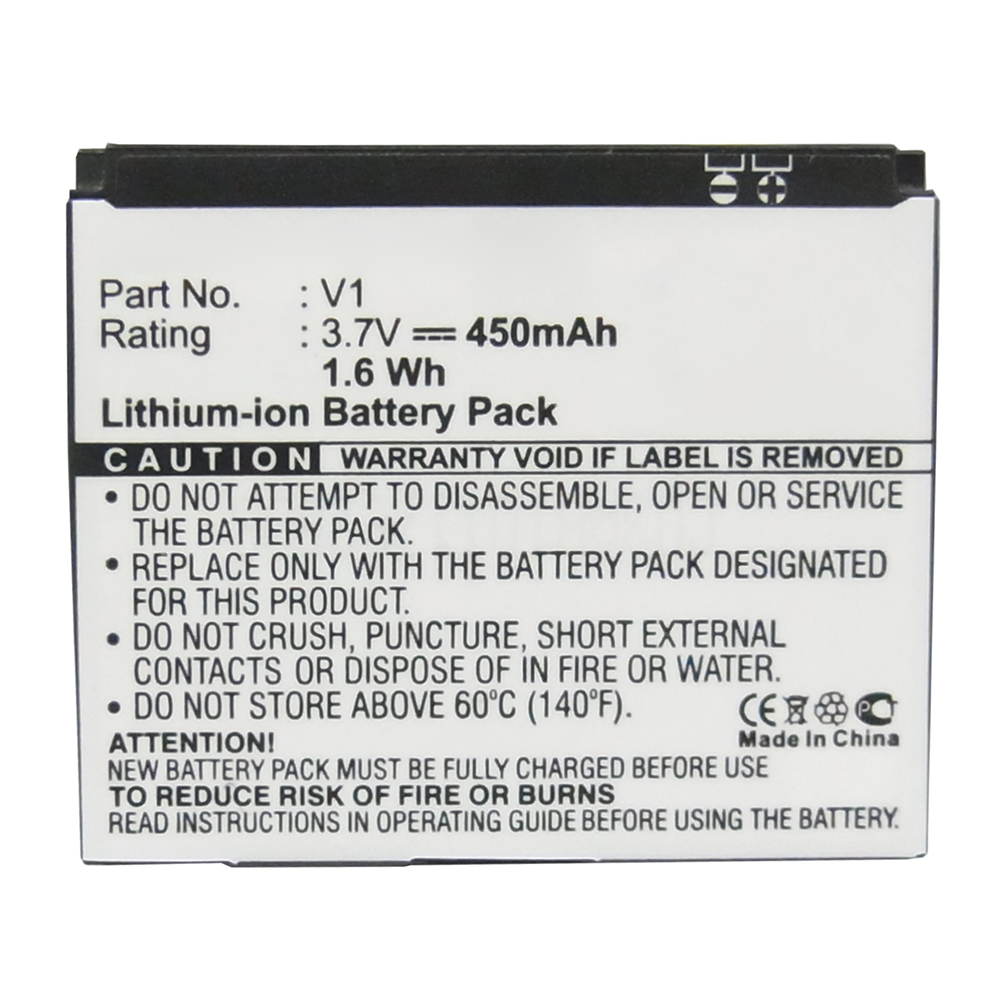 Part No. : V1
Rating : 3.7V 450mAh
1.6 Wh
Lithium-ion Battery Pack
CAUTION WARRANTY VOID IF LABEL IS REMOVED
• DO NOT ATTEMPT TO DISASSEMBLE, OPEN OR SERVICE
THE BATTERY PACK.
• REPLACE ONLY WITH THE BATTERY PACK DESIGNATED
FOR THIS PRODUCT.
• DO NOT CRUSH, PUNCTURE, SHORT EXTERNAL
CONTACTS OR DISPOSE OF IN FIRE OR WATER.
• DO NOT STORE ABOVE 60°C (140°F).
CE
Made In China
ATTENTION!
NEW BATTERY PACK MUST BE FULLY CHARGED BEFORE USE
TO REDUCE RISK OF FIRE OR BURNS
READ INSTRUCTIONS IN OPERATING GUIDE BEFORE USING THE BATTERY.